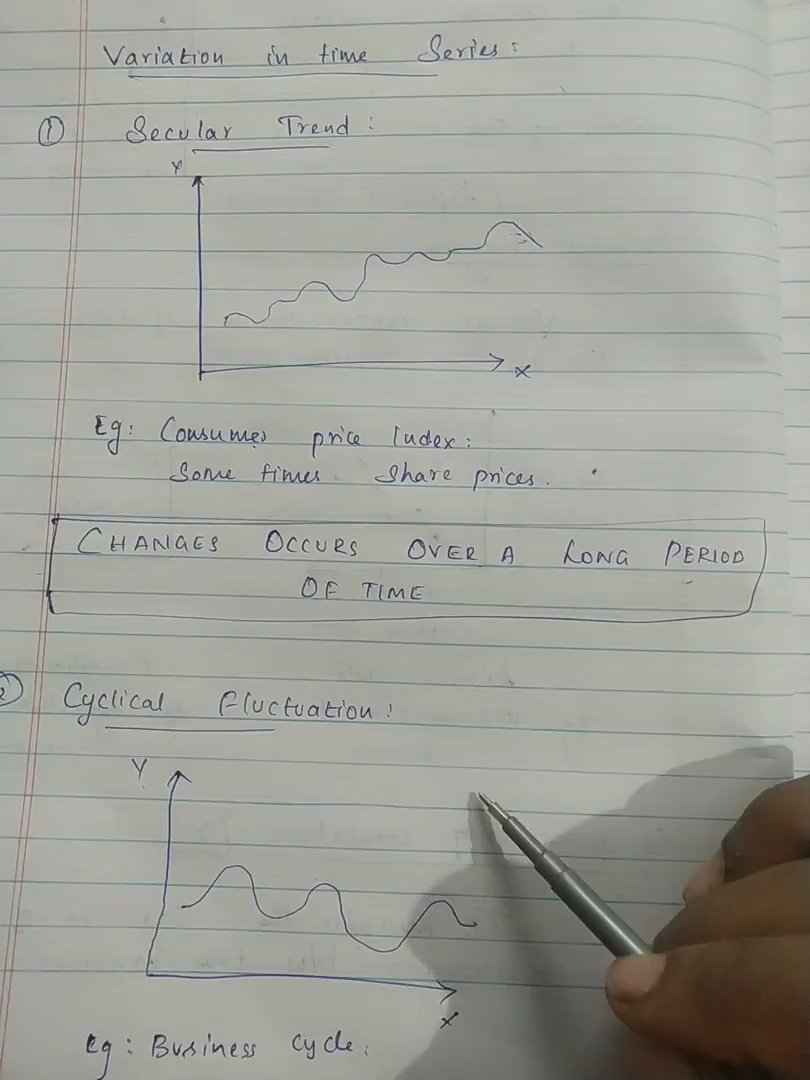 Variation in time Series:
① Secular Trend:
Y
X
Eg: Consumer price Index:
Some times share prices.
CHANGES OCCURS OVER A LONG PERIOD
OF TIME
② Cyclical Fluctuation:
Y
X
Eg: Business cycle: